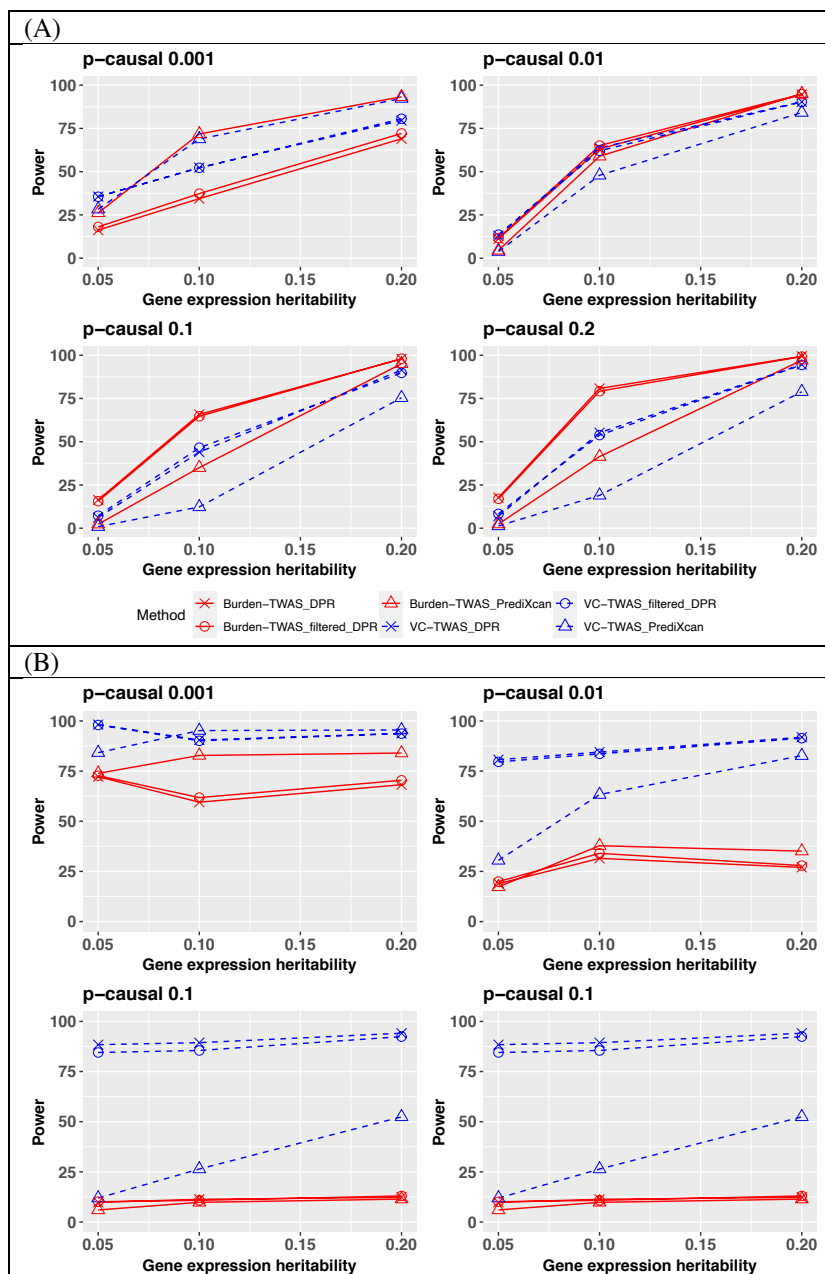 (A)
p-causal 0.001
p-causal 0.01
100
75
50
25
0
Power
0.05 0.10 0.15 0.20
Gene expression heritability
100
75
50
25
0
Power
0.05 0.10 0.15 0.20
Gene expression heritability
p-causal 0.1
p-causal 0.2
100
75
50
25
0
Power
0.05 0.10 0.15 0.20
Gene expression heritability
100
75
50
25
0
Power
0.05 0.10 0.15 0.20
Gene expression heritability
Method
Burden-TWAS_DPR
Burden-TWAS_PrediXcan
VC-TWAS_filtered_DPR
Burden-TWAS_filtered_DPR
VC-TWAS_DPR
VC-TWAS_PrediXcan
(B)
p-causal 0.001
p-causal 0.01
100
75
50
25
0
Power
0.05 0.10 0.15 0.20
Gene expression heritability
100
75
50
25
0
Power
0.05 0.10 0.15 0.20
Gene expression heritability
p-causal 0.1
p-causal 0.1
100
75
50
25
0
Power
0.05 0.10 0.15 0.20
Gene expression heritability
100
75
50
25
0
Power
0.05 0.10 0.15 0.20
Gene expression heritability